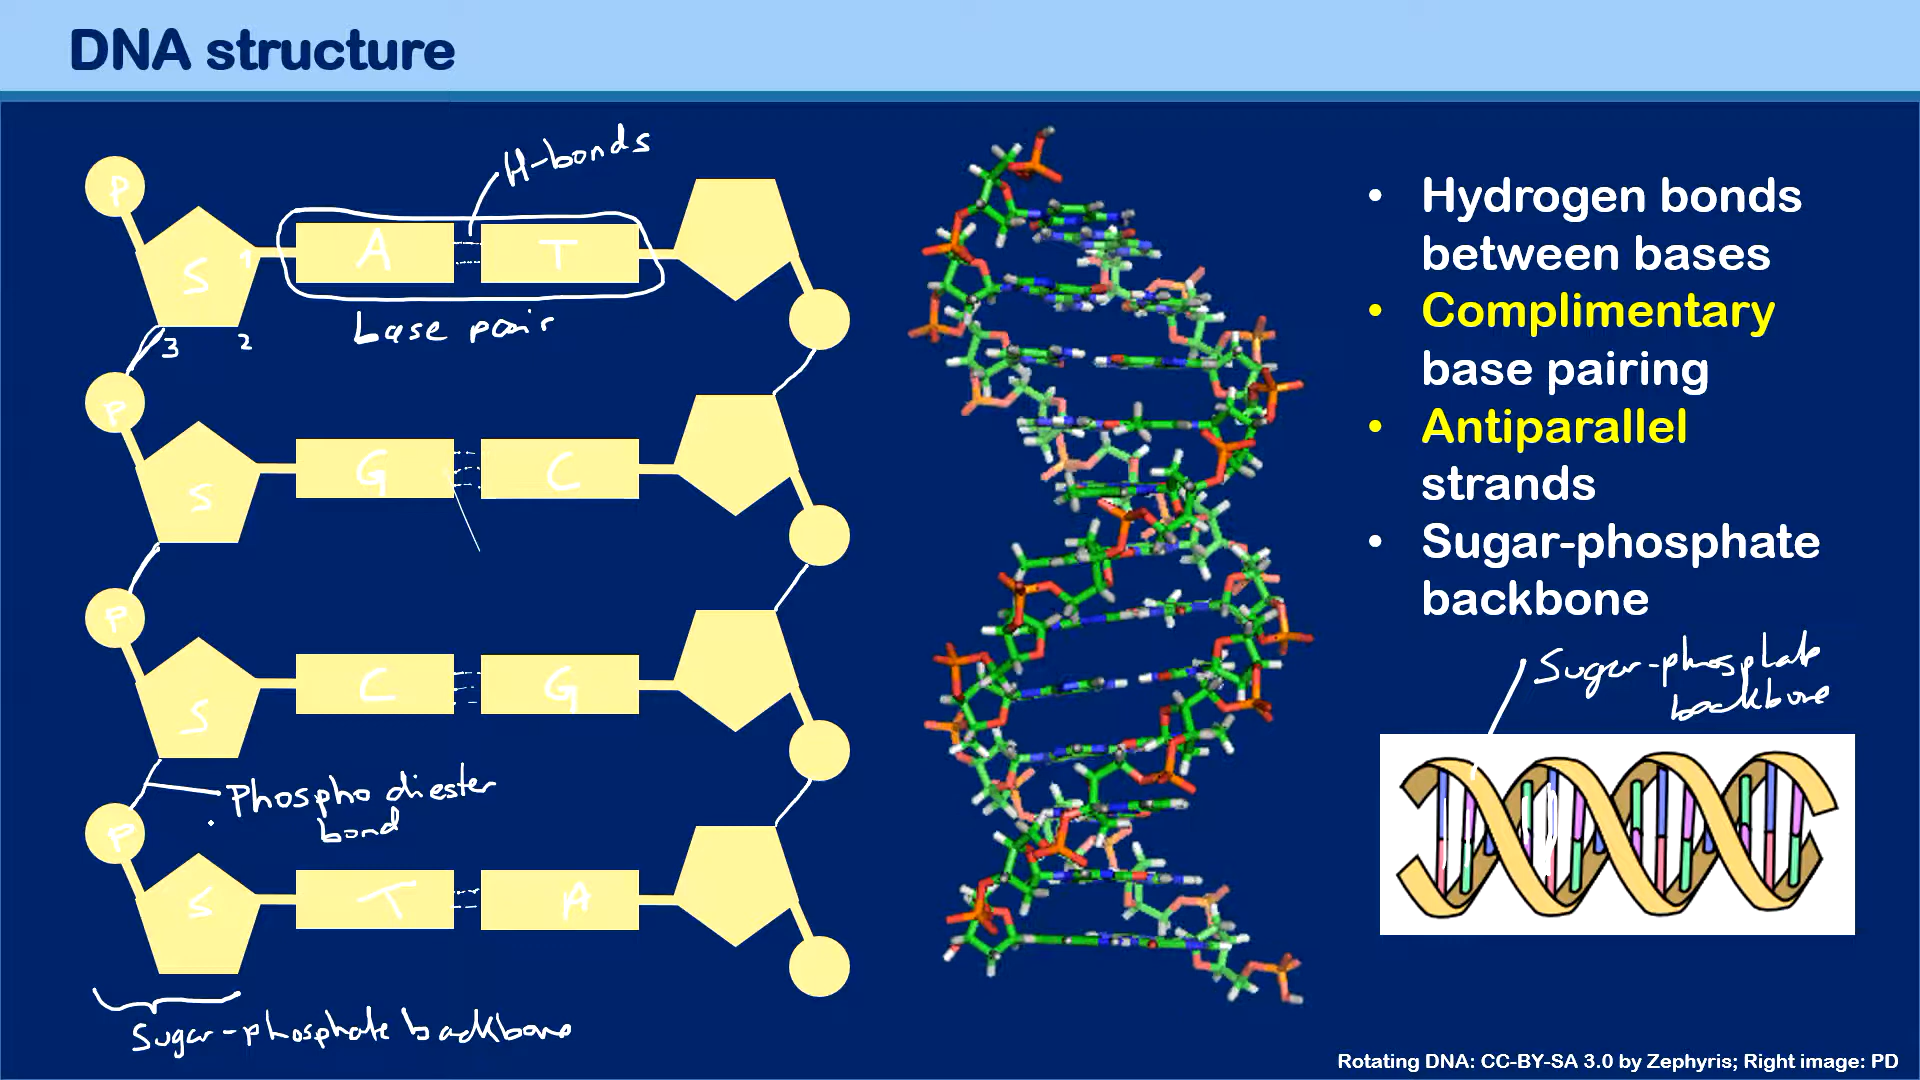 DNA structure
H-bonds
P
S
1
A
T
3
2
base pair
P
S
G
C
P
S
C
G
Phospho diester
bond
P
S
T
A
Sugar-phosphate backbone
• Hydrogen bonds
between bases
• Complimentary
base pairing
• Antiparallel
strands
• Sugar-phosphate
backbone
Sugar-phosphate
backbone
Rotating DNA: CC-BY-SA 3.0 by Zephyris; Right image: PD